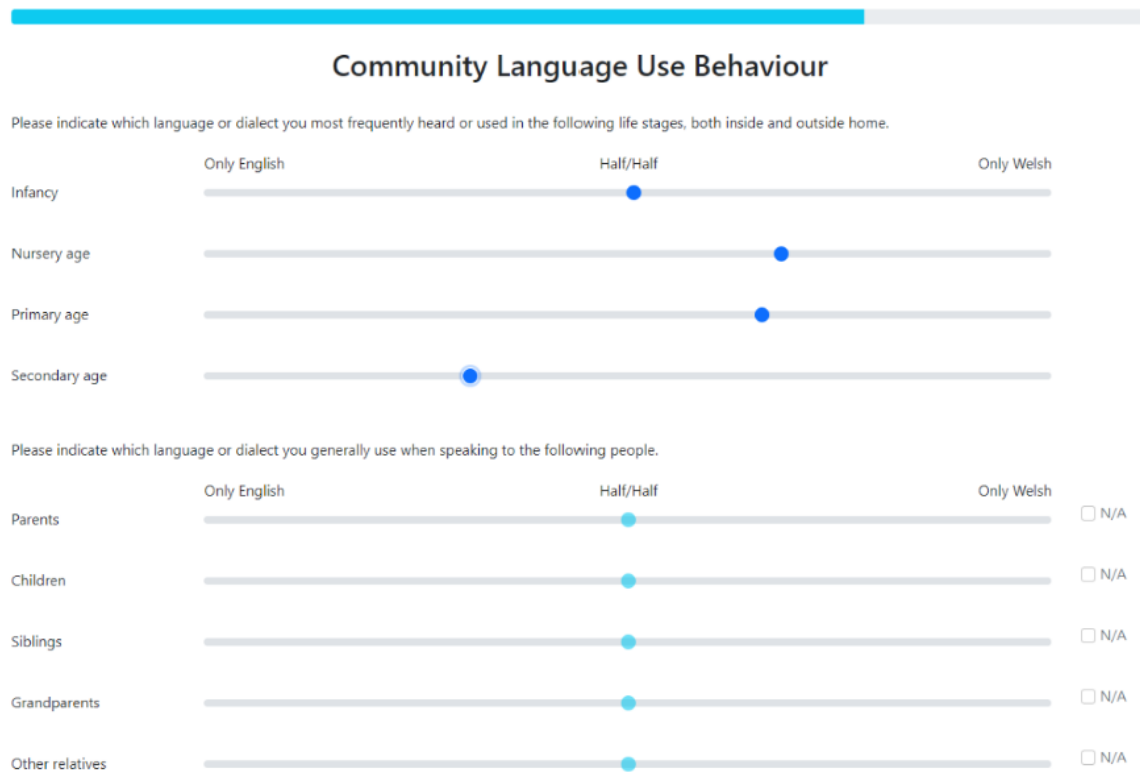 Community Language Use Behaviour
Please indicate which language or dialect you most frequently heard or used in the following life stages, both inside and outside home.
Only English Half/Half Only Welsh
Infancy
Nursery age
Primary age
Secondary age
Please indicate which language or dialect you generally use when speaking to the following people.
Only English Half/Half Only Welsh
Parents N/A
Children N/A
Siblings N/A
Grandparents N/A
Other relatives N/A